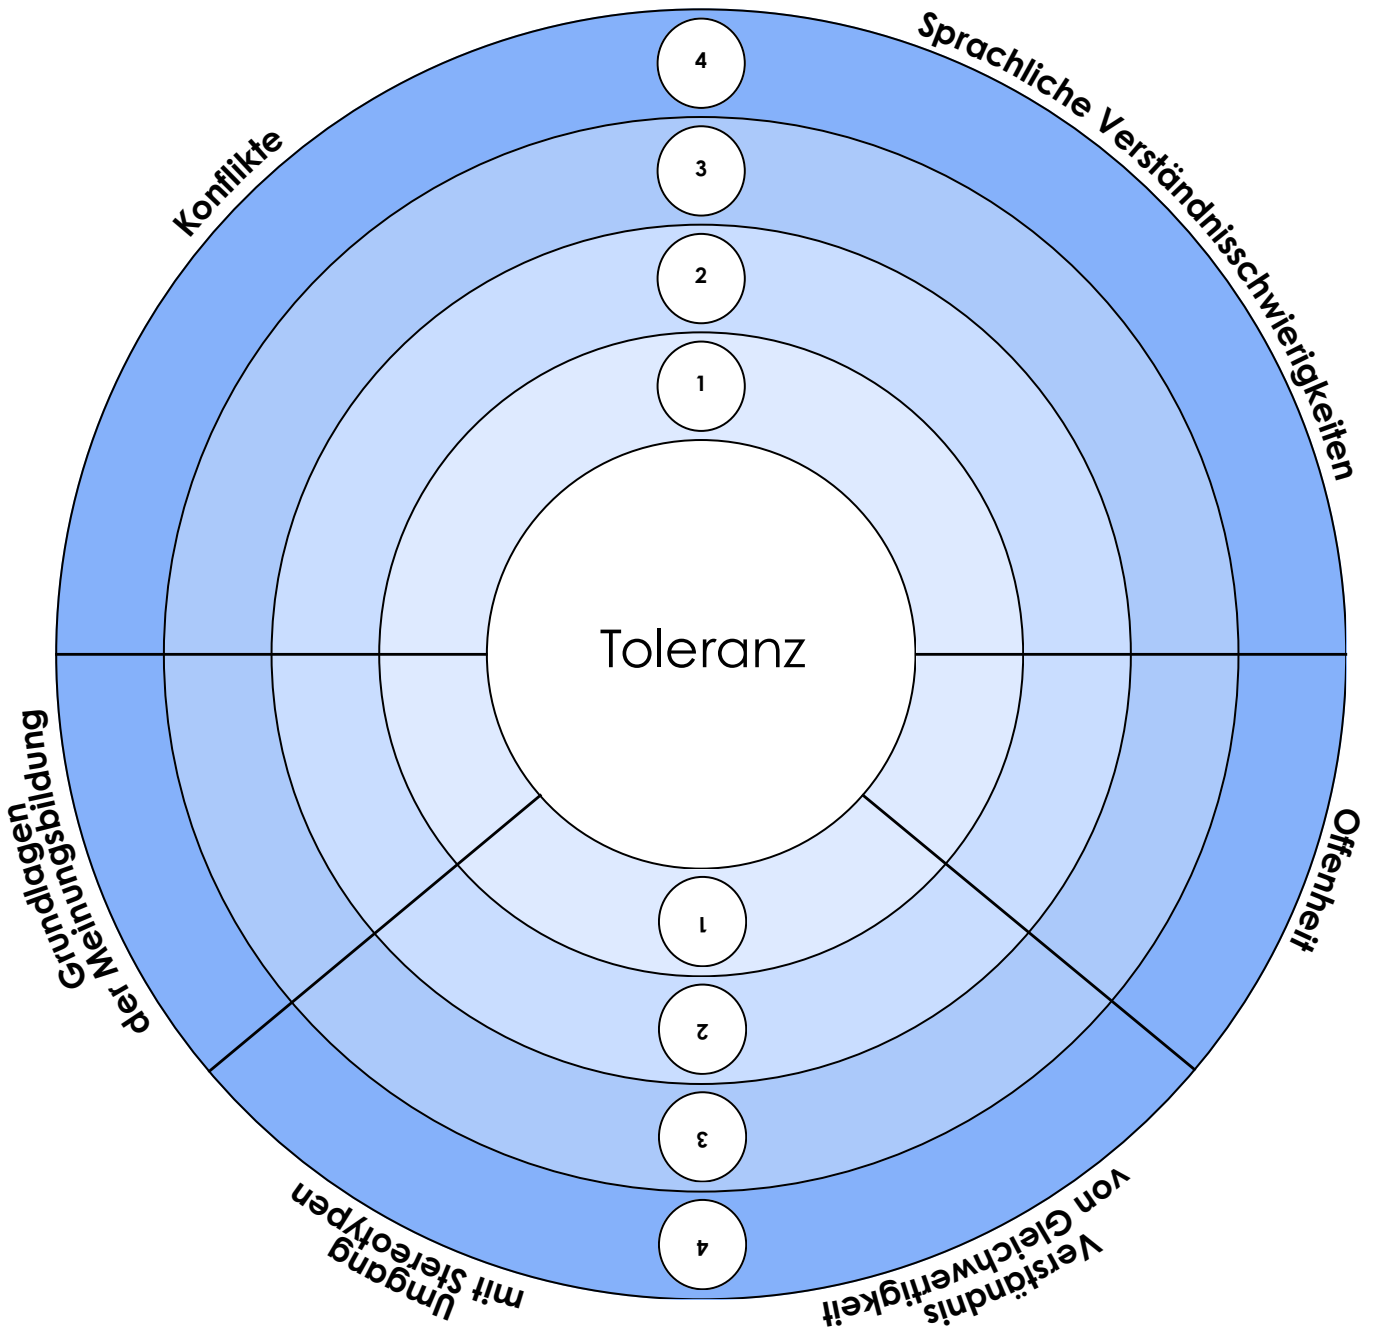 Sprachliche Verständnisschwierigkeiten
Offenheit
Verständnis
von Gleichwertigkeit
Umgang
mit Stereotypen
Grundlagen
der Meinungsbildung
Konflikte
4
3
2
1
Toleranz
1
2
3
4